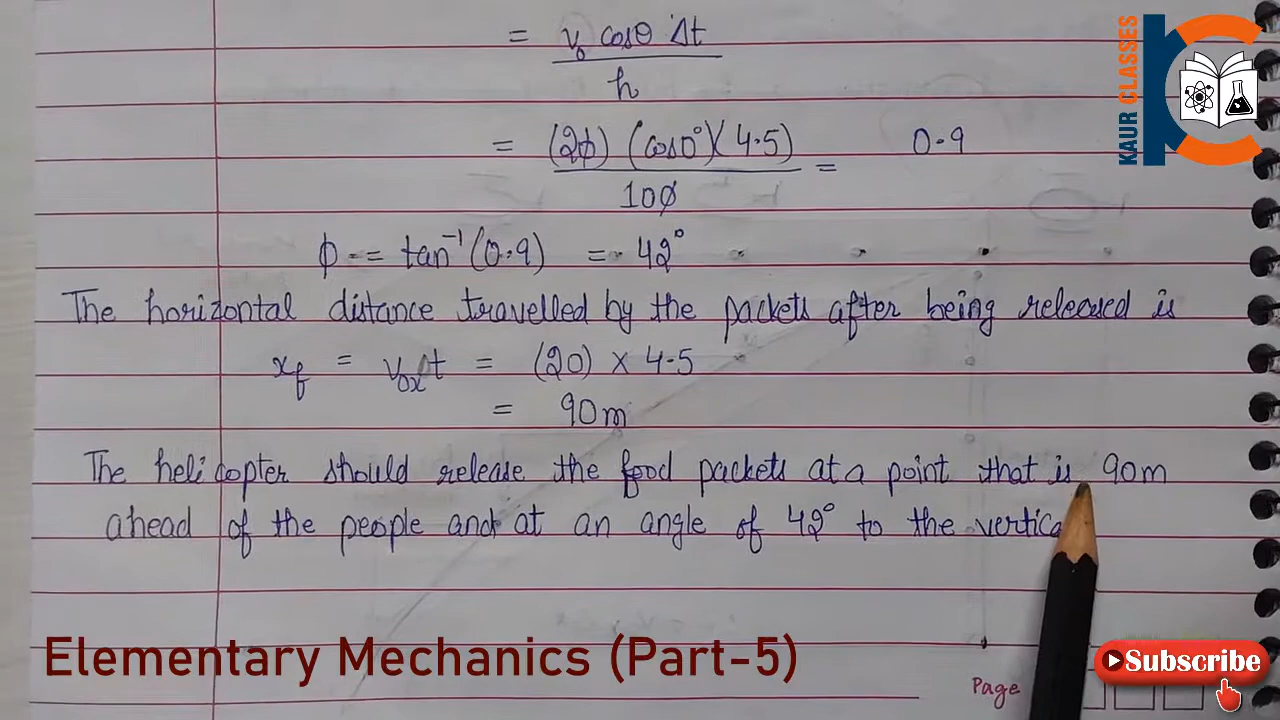 = v₀ cosθ Δt
h
= (20) (cos0°)(4.5) = 0.9
100
ϕ = tan⁻¹(0.9) = 42°
The horizontal distance travelled by the packets after being released is
x_f = v₀ₓt = (20) × 4.5
= 90m
The helicopter should release the food packets at a point that is 90m
ahead of the people and at an angle of 42° to the vertica
Elementary Mechanics (Part-5)
Page
Subscribe
KAUR CLASSES